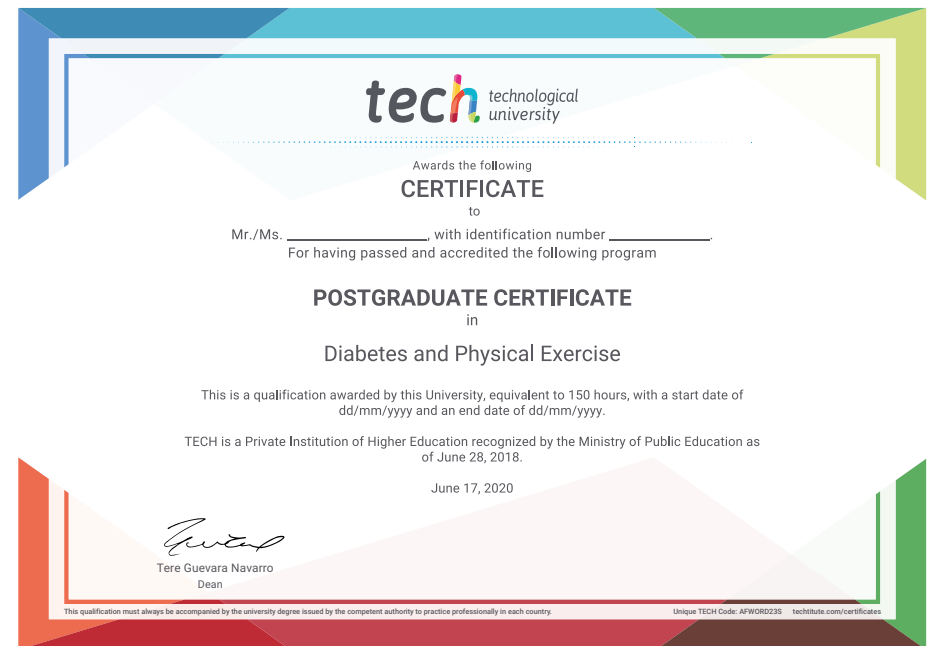 tech technological
university
Awards the following
CERTIFICATE
to
Mr./Ms. ____________, with identification number ____________.
For having passed and accredited the following program
POSTGRADUATE CERTIFICATE
in
Diabetes and Physical Exercise
This is a qualification awarded by this University, equivalent to 150 hours, with a start date of
dd/mm/yyyy and an end date of dd/mm/yyyy.
TECH is a Private Institution of Higher Education recognized by the Ministry of Public Education as
of June 28, 2018.
June 17, 2020
Tere Guevara Navarro
Dean
This qualification must always be accompanied by the university degree issued by the competent authority to practice professionally in each country.
Unique TECH Code: AFWORD23S techtitute.com/certificates